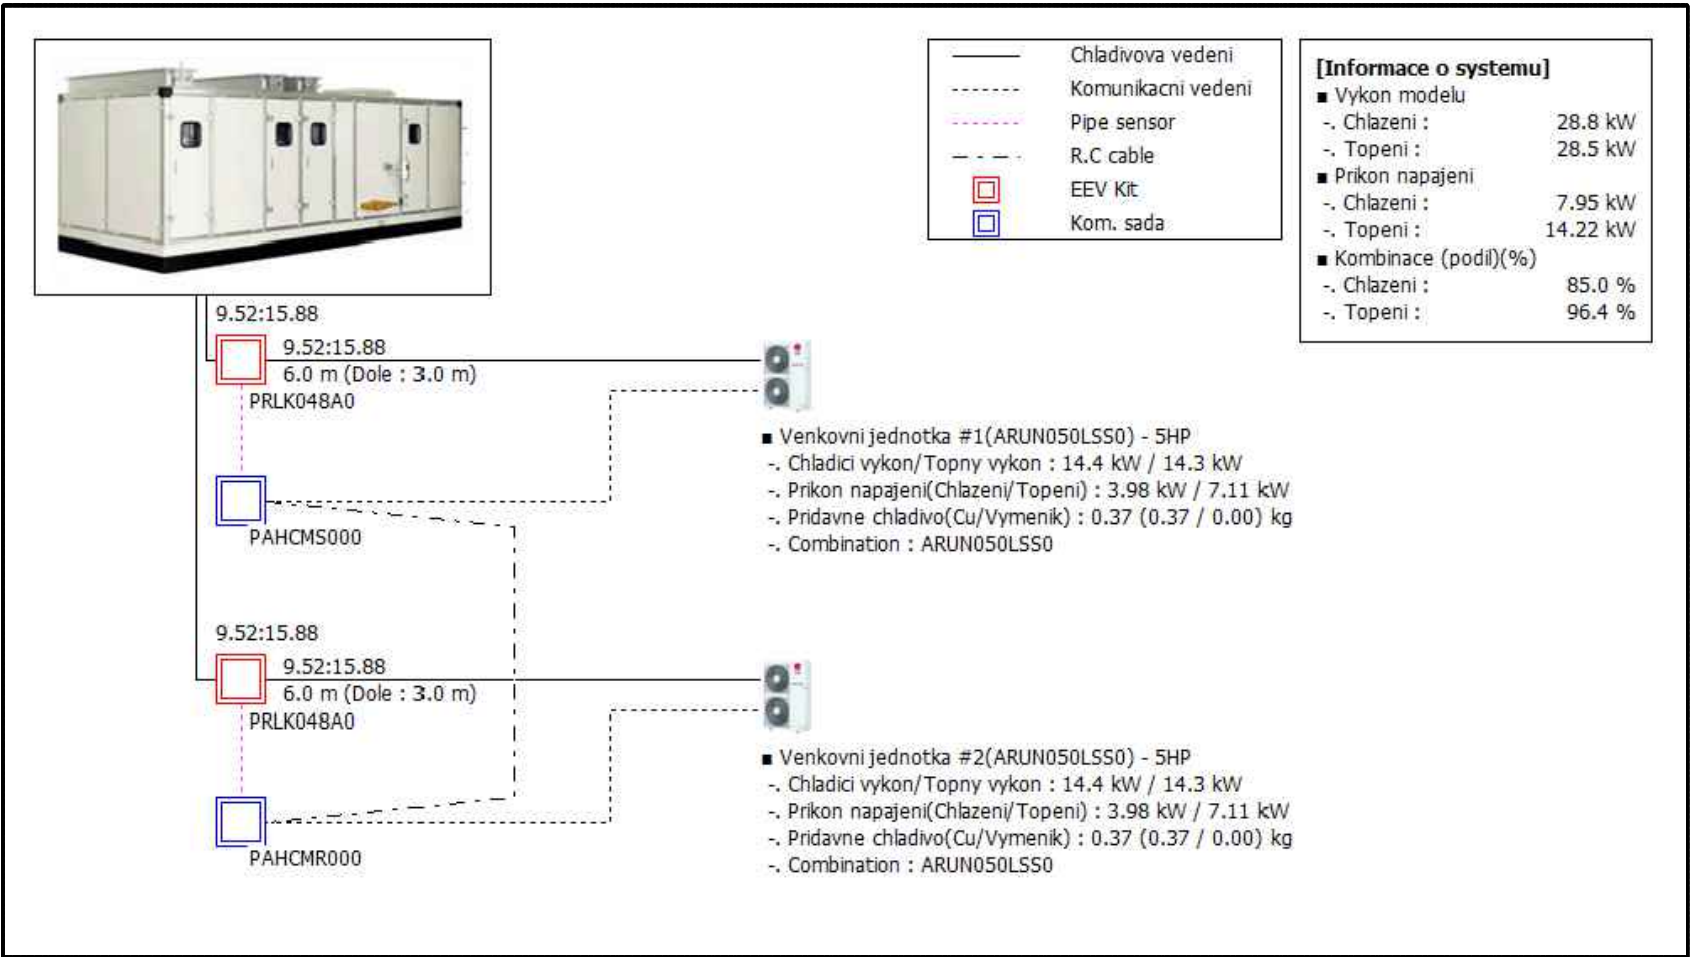 Chladivova vedeni
Komunikacni vedeni
Pipe sensor
R.C cable
EEV Kit
Kom. sada
[Informace o systemu]
■ Vykon modelu
-. Chlazeni : 28.8 kW
-. Topeni : 28.5 kW
■ Prikon napajeni
-. Chlazeni : 7.95 kW
-. Topeni : 14.22 kW
■ Kombinace (podil)(%)
-. Chlazeni : 85.0 %
-. Topeni : 96.4 %
9.52:15.88
9.52:15.88
6.0 m (Dole : 3.0 m)
PRLK048A0
PAHCMS000
■ Venkovni jednotka #1(ARUN050LSS0) - 5HP
-. Chladici vykon/Topny vykon : 14.4 kW / 14.3 kW
-. Prikon napajeni(Chlazeni/Topeni) : 3.98 kW / 7.11 kW
-. Pridavne chladivo(Cu/Vymenik) : 0.37 (0.37 / 0.00) kg
-. Combination : ARUN050LSS0
9.52:15.88
9.52:15.88
6.0 m (Dole : 3.0 m)
PRLK048A0
PAHCMR000
■ Venkovni jednotka #2(ARUN050LSS0) - 5HP
-. Chladici vykon/Topny vykon : 14.4 kW / 14.3 kW
-. Prikon napajeni(Chlazeni/Topeni) : 3.98 kW / 7.11 kW
-. Pridavne chladivo(Cu/Vymenik) : 0.37 (0.37 / 0.00) kg
-. Combination : ARUN050LSS0